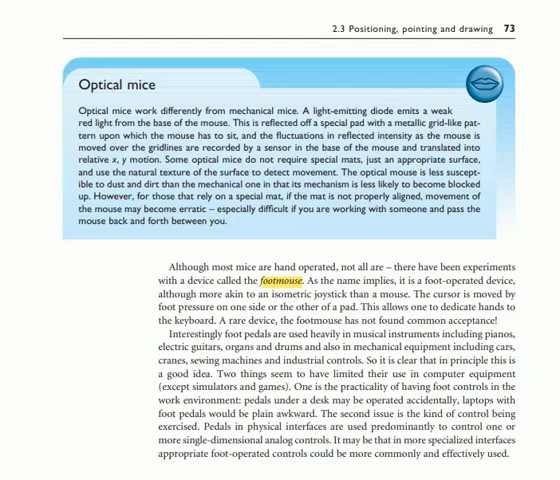 2.3 Positioning, pointing and drawing 73
Optical mice
Optical mice work differently from mechanical mice. A light-emitting diode emits a weak
red light from the base of the mouse. This is reflected off a special pad with a metallic grid-like pat-
tern upon which the mouse has to sit, and the fluctuations in reflected intensity as the mouse is
moved over the gridlines are recorded by a sensor in the base of the mouse and translated into
relative x, y motion. Some optical mice do not require special mats, just an appropriate surface,
and use the natural texture of the surface to detect movement. The optical mouse is less suscept-
ible to dust and dirt than the mechanical one in that its mechanism is less likely to become blocked
up. However, for those that rely on a special mat, if the mat is not properly aligned, movement of
the mouse may become erratic – especially difficult if you are working with someone and pass the
mouse back and forth between you.
Although most mice are hand operated, not all are – there have been experiments
with a device called the footmouse. As the name implies, it is a foot-operated device,
although more akin to an isometric joystick than a mouse. The cursor is moved by
foot pressure on one side or the other of a pad. This allows one to dedicate hands to
the keyboard. A rare device, the footmouse has not found common acceptance!
Interestingly foot pedals are used heavily in musical instruments including pianos,
electric guitars, organs and drums and also in mechanical equipment including cars,
cranes, sewing machines and industrial controls. So it is clear that in principle this is
a good idea. Two things seem to have limited their use in computer equipment
(except simulators and games). One is the practicality of having foot controls in the
work environment: pedals under a desk may be operated accidentally, laptops with
foot pedals would be plain awkward. The second issue is the kind of control being
exercised. Pedals in physical interfaces are used predominantly to control one or
more single-dimensional analog controls. It may be that in more specialized interfaces
appropriate foot-operated controls could be more commonly and effectively used.